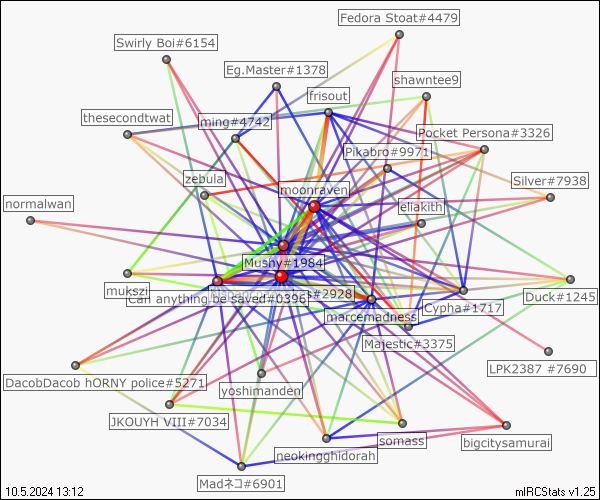 Fedora Stoat#4479
Swirly Boi#6154
Eg.Master#1378
shawntee9
frisout
thesecondtwat
ming#4742
Pocket Persona#3326
Pikabro#9971
zebula
moonraven
Silver#7938
normalwan
eliakith
Mushy#1984
mukszi
Can anything be saved#0396
#2928
Duck#1245
Cypha#1717
marcemadness
Majestic#3375
LPK2387 #7690
DacobDacob hORNY police#5271
yoshimanden
JKOUYH VIII#7034
somass
bigcitysamurai
neokingghidorah
Madネコ#6901
10.5.2024 13:12
mIRCStats v1.25